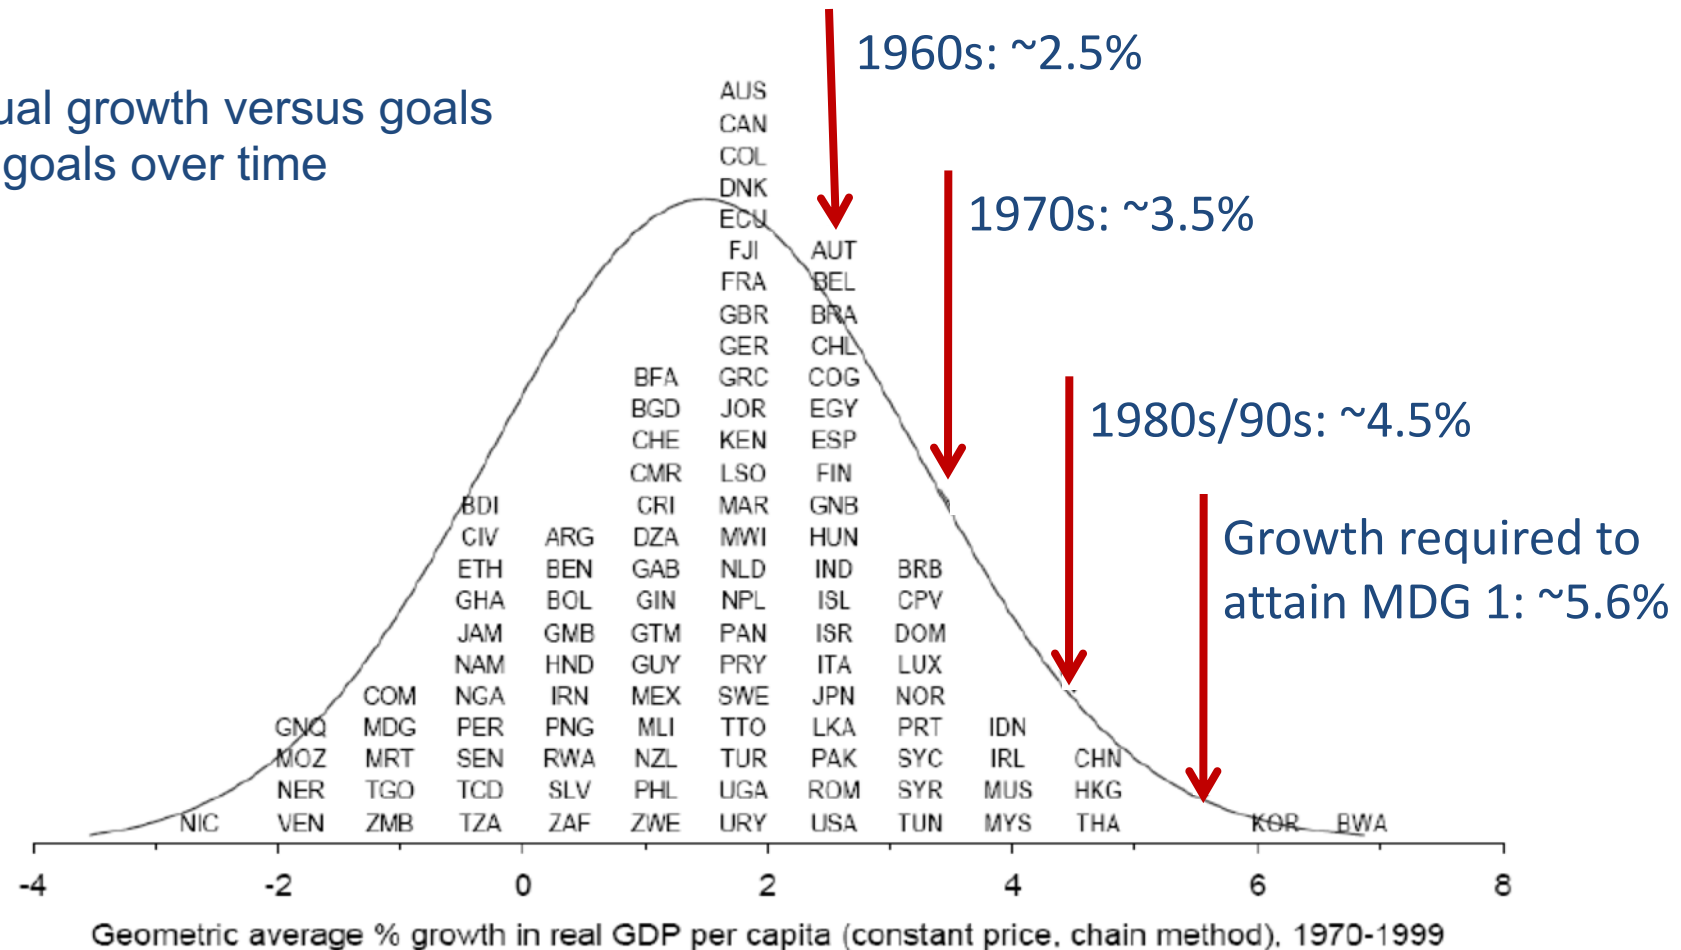 1960s: ~2.5%
ual growth versus goals
goals over time
1970s: ~3.5%
1980s/90s: ~4.5%
Growth required to
attain MDG 1: ~5.6%
AUS
CAN
COL
DNK
ECU
FJI AUT
FRA BEL
GBR BRA
GER CHL
BFA GRC COG
BGD JOR EGY
CHE KEN ESP
CMR LSO FIN
BDI CRI MAR GNB
CIV ARG DZA MWI HUN
ETH BEN GAB NLD IND BRB
GHA BOL GIN NPL ISL CPV
JAM GMB GTM PAN ISR DOM
NAM HND GUY PRY ITA LUX
COM NGA IRN MEX SWE JPN NOR
GNQ MDG PER PNG MLI TTO LKA PRT IDN
MOZ MRT SEN RWA NZL TUR PAK SYC IRL CHN
NER TGO TCD SLV PHL UGA ROM SYR MUS HKG
NIC VEN ZMB TZA ZAF ZWE URY USA TUN MYS THA KOR BWA
-4 -2 0 2 4 6 8
Geometric average % growth in real GDP per capita (constant price, chain method), 1970-1999